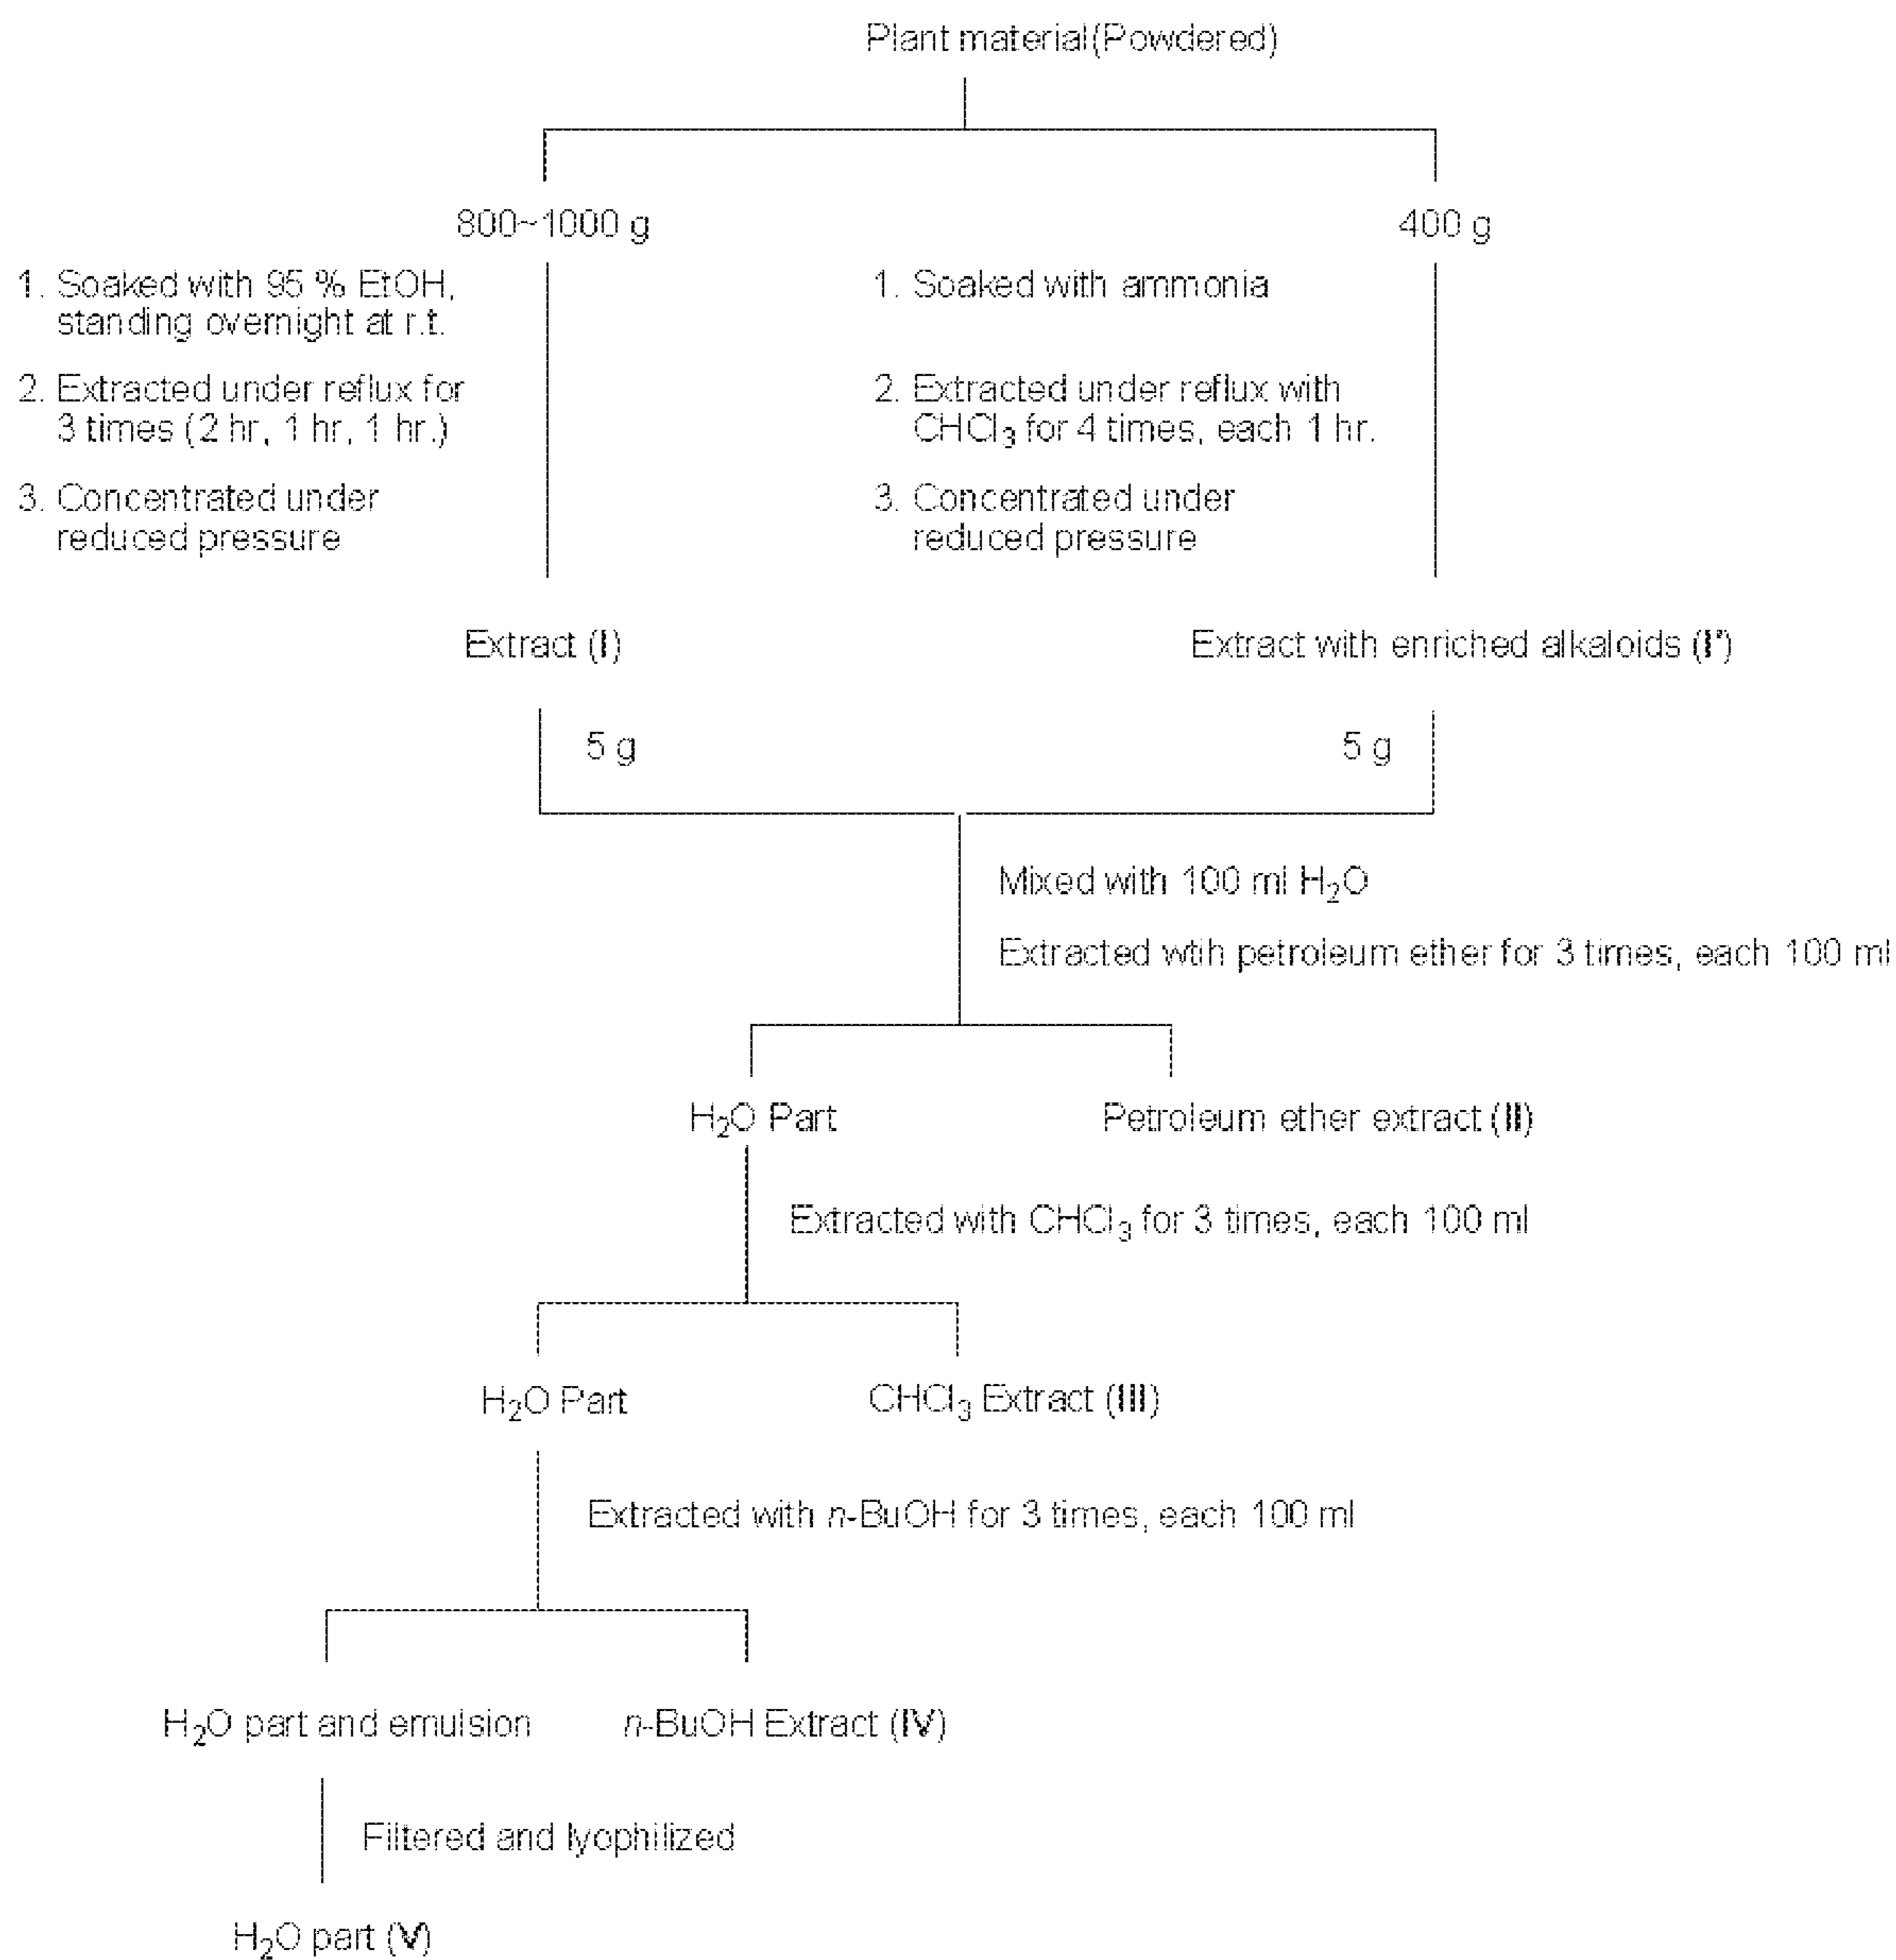 Plant material(Powdered)
800~1000 g
400 g
1. Soaked with 95 % EtOH,
standing overnight at r.t.
2. Extracted under reflux for
3 times (2 hr, 1 hr, 1 hr.)
3. Concentrated under
reduced pressure
1. Soaked with ammonia
2. Extracted under reflux with
CHCl₃ for 4 times, each 1 hr.
3. Concentrated under
reduced pressure
Extract (I)
Extract with enriched alkaloids (I')
5 g
5 g
Mixed with 100 ml H₂O
Extracted wtih petroleum ether for 3 times, each 100 ml
H₂O Part
Petroleum ether extract (II)
Extracted with CHCl₃ for 3 times, each 100 ml
H₂O Part
CHCl₃ Extract (III)
Extracted with n-BuOH for 3 times, each 100 ml
H₂O part and emulsion
n-BuOH Extract (IV)
Filtered and lyophilized
H₂O part (V)